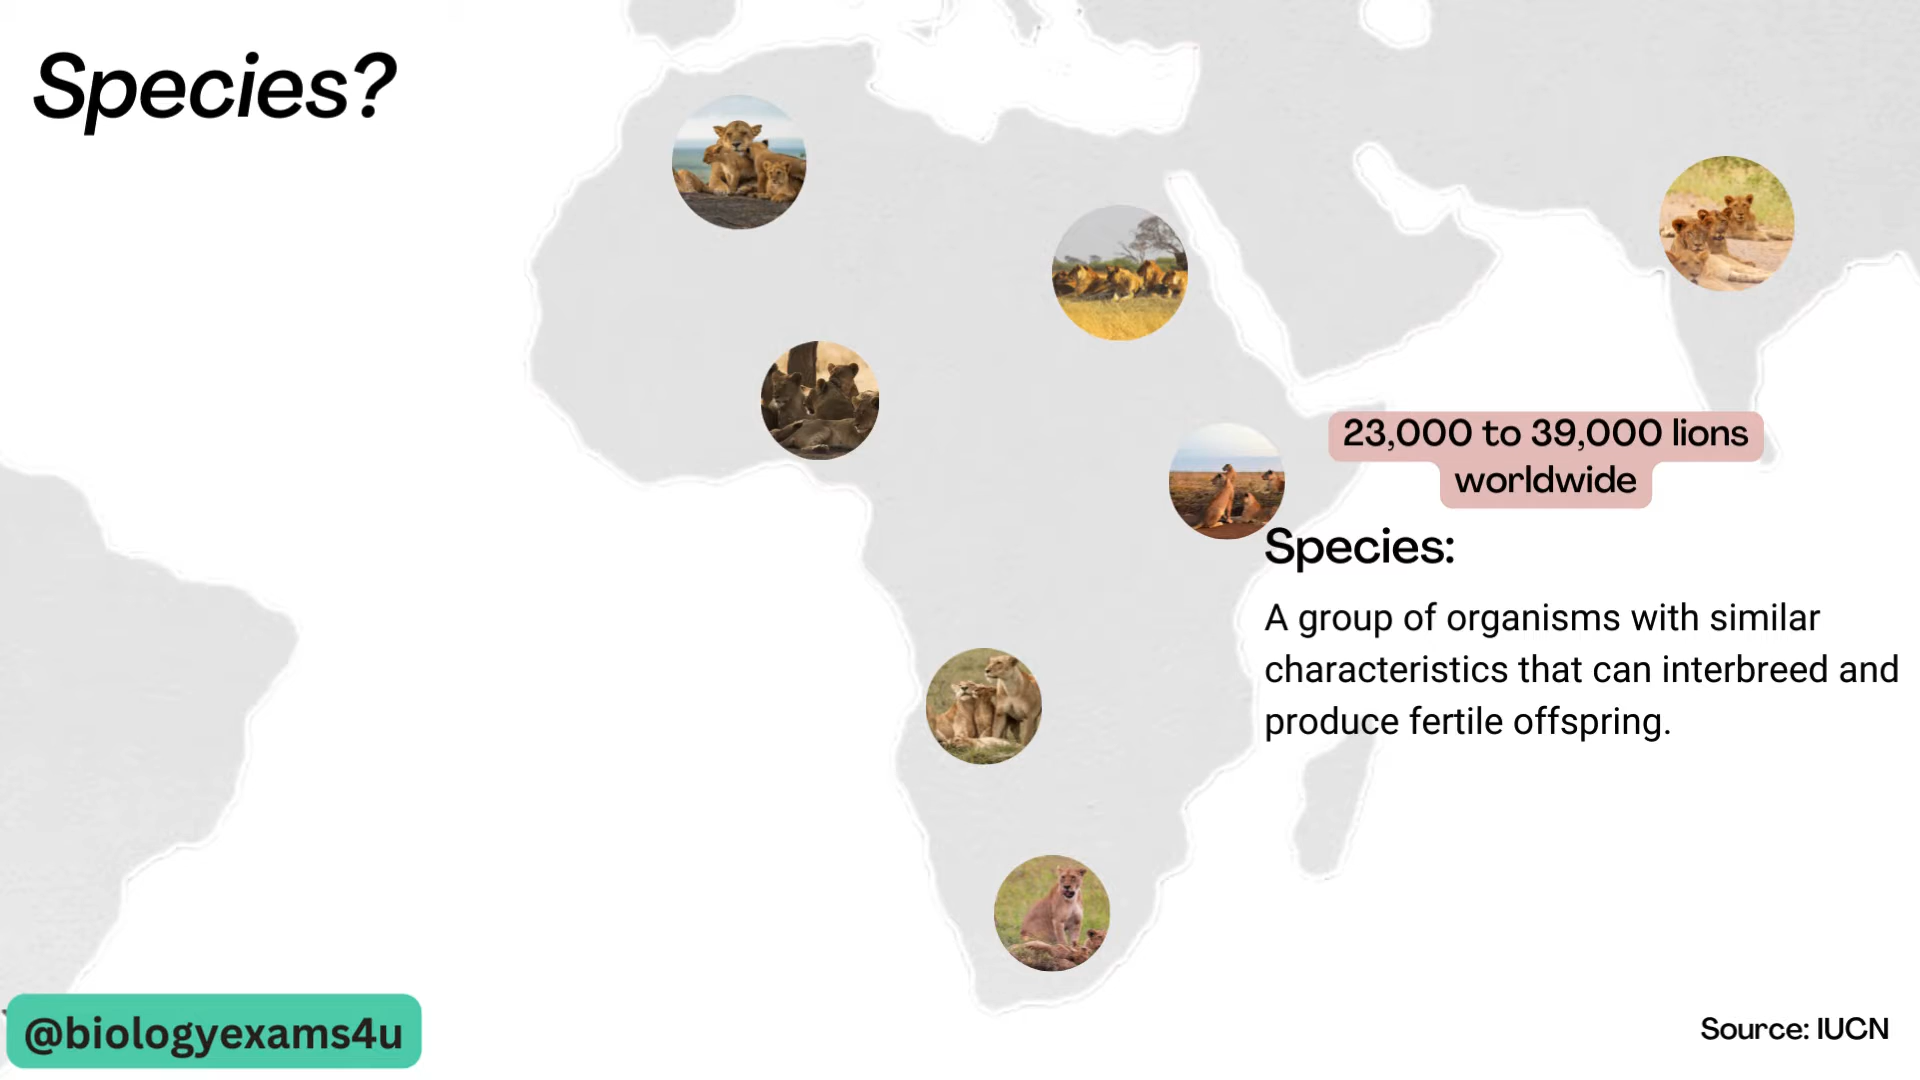 Species?
23,000 to 39,000 lions
worldwide
Species:
A group of organisms with similar
characteristics that can interbreed and
produce fertile offspring.
@biologyexams4u
Source: IUCN